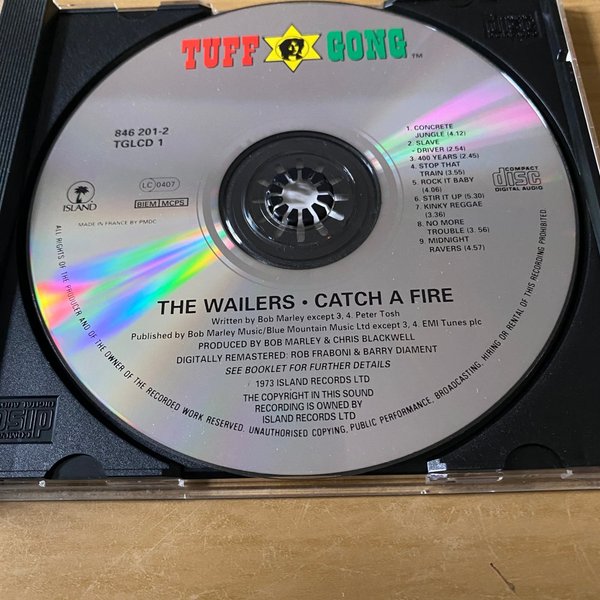 TUFF GONG™
846 201-2
TGLCD 1
ISLAND
LC 0407
BIEM MCPS
MADE IN FRANCE BY PMDC
1. CONCRETE
JUNGLE (4.12)
2. SLAVE
DRIVER (2.54)
3. 400 YEARS (2.45)
4. STOP THAT
TRAIN (3.55)
5. ROCK IT BABY
(4.06)
6. STIR IT UP (5.30)
7. KINKY REGGAE
(3.36)
8. NO MORE
TROUBLE (3.56)
9. MIDNIGHT
RAVERS (4.57)
COMPACT
disc
DIGITAL AUDIO
THE WAILERS • CATCH A FIRE
Written by Bob Marley except 3, 4. Peter Tosh
Published by Bob Marley Music/Blue Mountain Music Ltd except 3, 4. EMI Tunes plc
PRODUCED BY BOB MARLEY & CHRIS BLACKWELL
DIGITALLY REMASTERED: ROB FRABONI & BARRY DIAMENT
SEE BOOKLET FOR FURTHER DETAILS
1973 ISLAND RECORDS LTD
THE COPYRIGHT IN THIS SOUND
RECORDING IS OWNED BY
ISLAND RECORDS LTD
ALL RIGHTS OF THE PRODUCER AND OF THE OWNER OF THE RECORDED WORK RESERVED. UNAUTHORISED COPYING, PUBLIC PERFORMANCE, BROADCASTING, HIRING OR RENTAL OF THIS RECORDING PROHIBITED